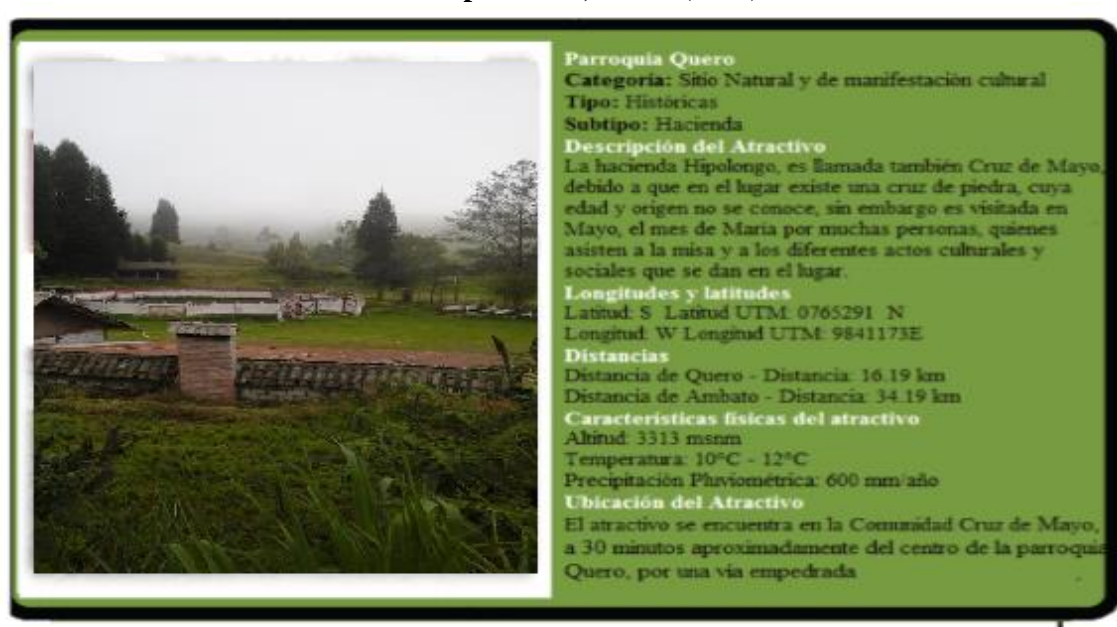 Parroquia Quero
Categoría: Sitio Natural y de manifestación cultural
Tipo: Históricas
Subtipo: Hacienda
Descripción del Atractivo
La hacienda Hipolongo, es llamada también Cruz de Mayo,
debido a que en el lugar existe una cruz de piedra, cuya
edad y origen no se conoce, sin embargo es visitada en
Mayo, el mes de María por muchas personas, quienes
asisten a la misa y a los diferentes actos culturales y
sociales que se dan en el lugar.
Longitudes y latitudes
Latitud: S Latitud UTM: 0765291 N
Longitud: W Longitud UTM: 9841173E
Distancias
Distancia de Quero - Distancia: 16.19 km
Distancia de Ambato - Distancia: 34.19 km
Características físicas del atractivo
Altitud: 3313 msnm
Temperatura: 10°C - 12°C
Precipitación Pluviométrica: 600 mm/año
Ubicación del Atractivo
El atractivo se encuentra en la Comunidad Cruz de Mayo,
a 30 minutos aproximadamente del centro de la parroquia
Quero, por una vía empedrada